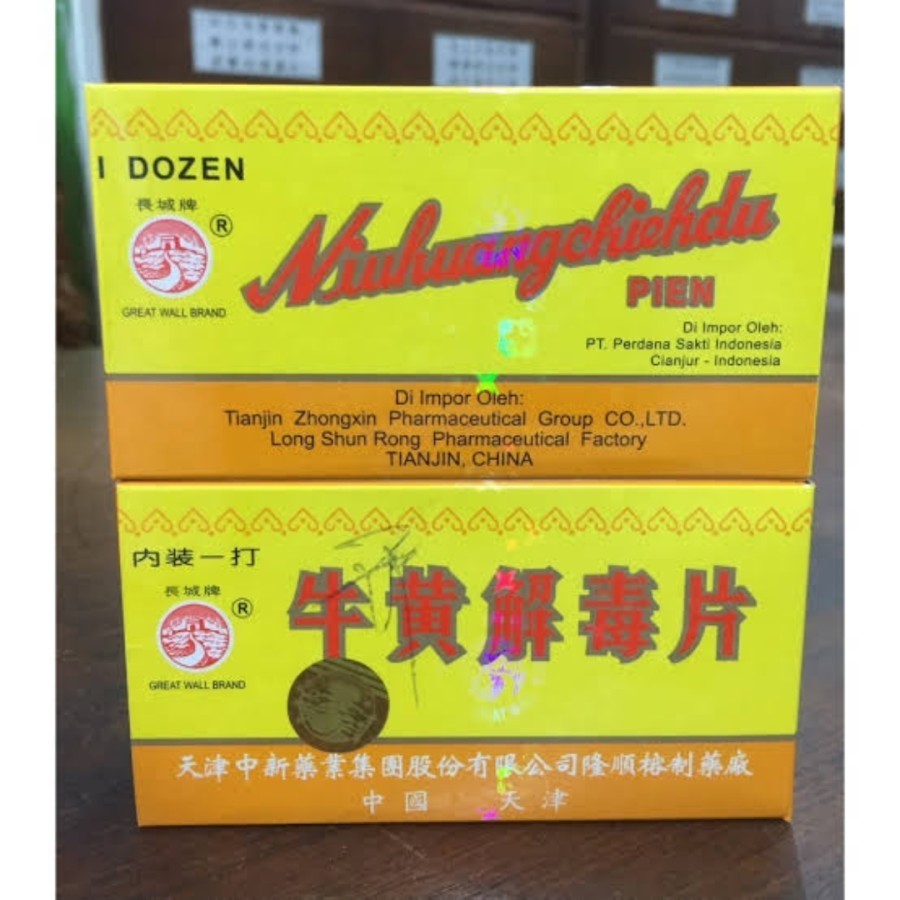 I DOZEN
長城牌
®
GREAT WALL BRAND
Niuhuangchiehdu
PIEN
Di Impor Oleh:
PT. Perdana Sakti Indonesia
Cianjur - Indonesia
Di Impor Oleh:
Tianjin Zhongxin Pharmaceutical Group CO.,LTD.
Long Shun Rong Pharmaceutical Factory
TIANJIN, CHINA
内装一打
長城牌
®
GREAT WALL BRAND
牛黄解毒片
天津中新藥業集團股份有限公司隆順榕制藥廠
中國 天津